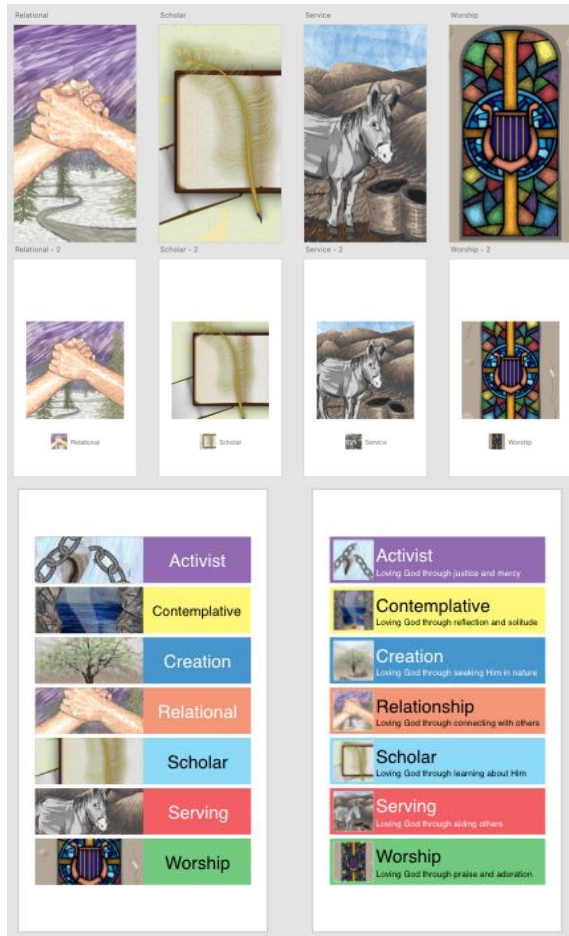 Relational
Scholar
Service
Worship
Relational - 2
Scholar - 2
Service - 2
Worship - 2
Relational
Scholar
Service
Worship
Activist
Contemplative
Creation
Relational
Scholar
Serving
Worship
Activist
Loving God through justice and mercy
Contemplative
Loving God through reflection and solitude
Creation
Loving God through seeking Him in nature
Relationship
Loving God through connecting with others
Scholar
Loving God through learning about Him
Serving
Loving God through aiding others
Worship
Loving God through praise and adoration